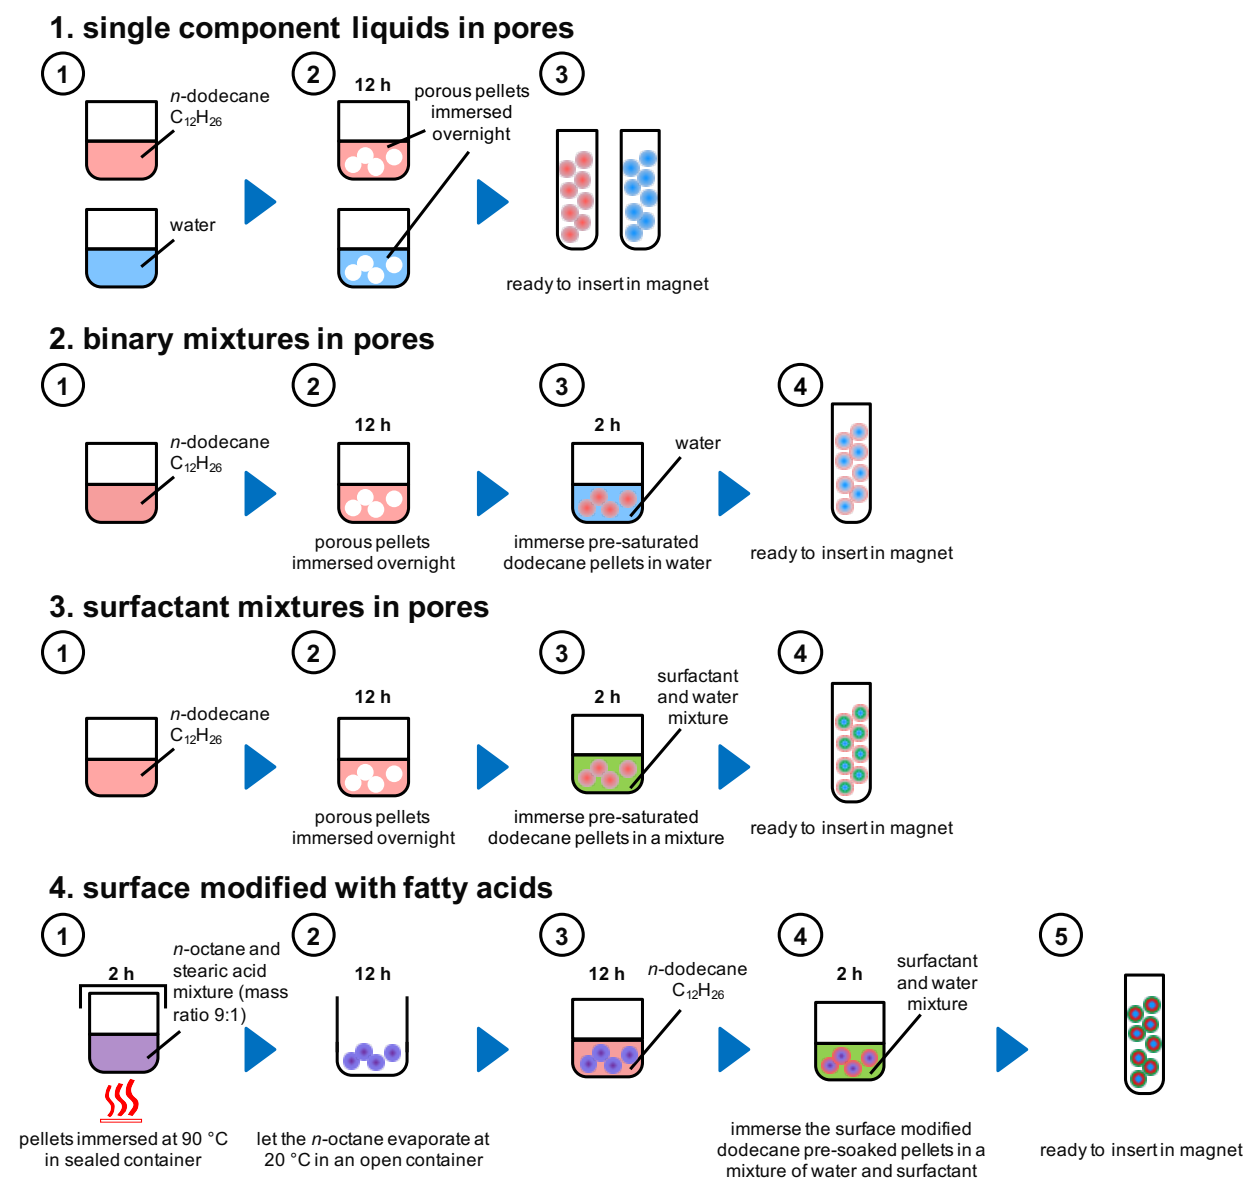 1. single component liquids in pores
1
2
3
n-dodecane
C₁₂H₂₆
12 h
porous pellets
immersed
overnight
water
ready to insert in magnet
2. binary mixtures in pores
1
2
3
4
n-dodecane
C₁₂H₂₆
12 h
porous pellets
immersed overnight
2 h
water
immerse pre-saturated
dodecane pellets in water
ready to insert in magnet
3. surfactant mixtures in pores
1
2
3
4
n-dodecane
C₁₂H₂₆
12 h
porous pellets
immersed overnight
2 h
surfactant
and water
mixture
immerse pre-saturated
dodecane pellets in a mixture
ready to insert in magnet
4. surface modified with fatty acids
1
2
3
4
5
2 h
n-octane and
stearic acid
mixture (mass
ratio 9:1)
pellets immersed at 90 °C
in sealed container
12 h
let the n-octane evaporate at
20 °C in an open container
12 h
n-dodecane
C₁₂H₂₆
2 h
surfactant
and water
mixture
immerse the surface modified
dodecane pre-soaked pellets in a
mixture of water and surfactant
ready to insert in magnet